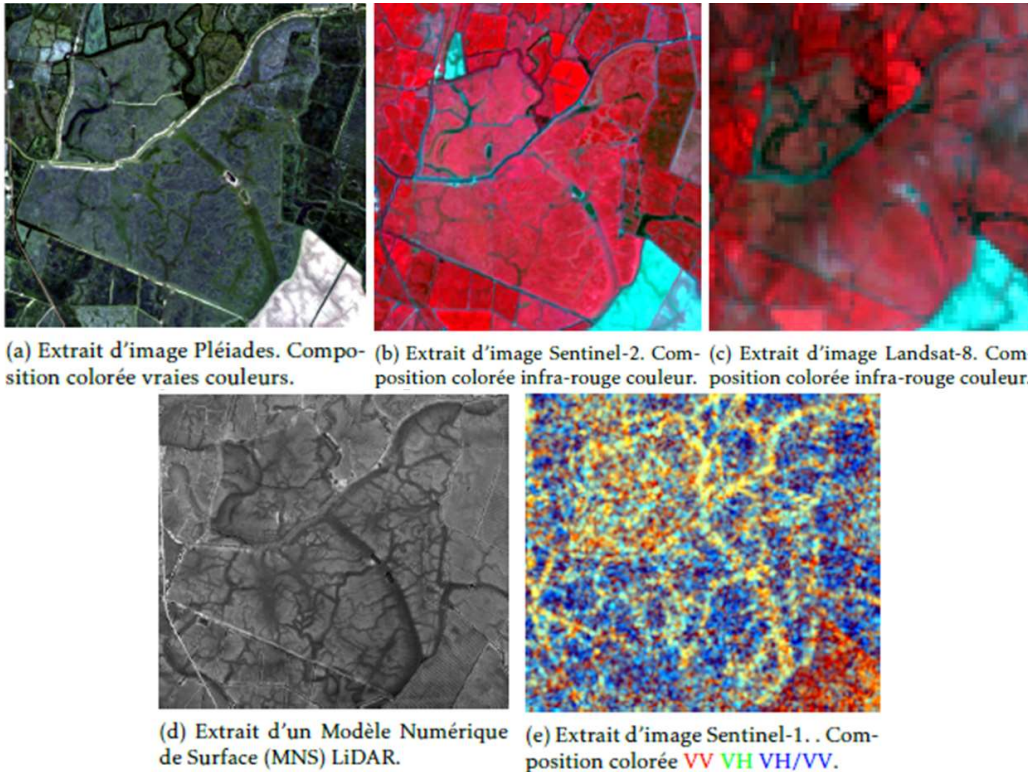 (a) Extrait d'image Pléiades. Compo-
sition colorée vraies couleurs.
(b) Extrait d'image Sentinel-2. Com-
position colorée infra-rouge couleur.
(c) Extrait d'image Landsat-8. Com-
position colorée infra-rouge couleur.
(d) Extrait d'un Modèle Numérique
de Surface (MNS) LiDAR.
(e) Extrait d'image Sentinel-1. . Com-
position colorée VV VH VH/VV.